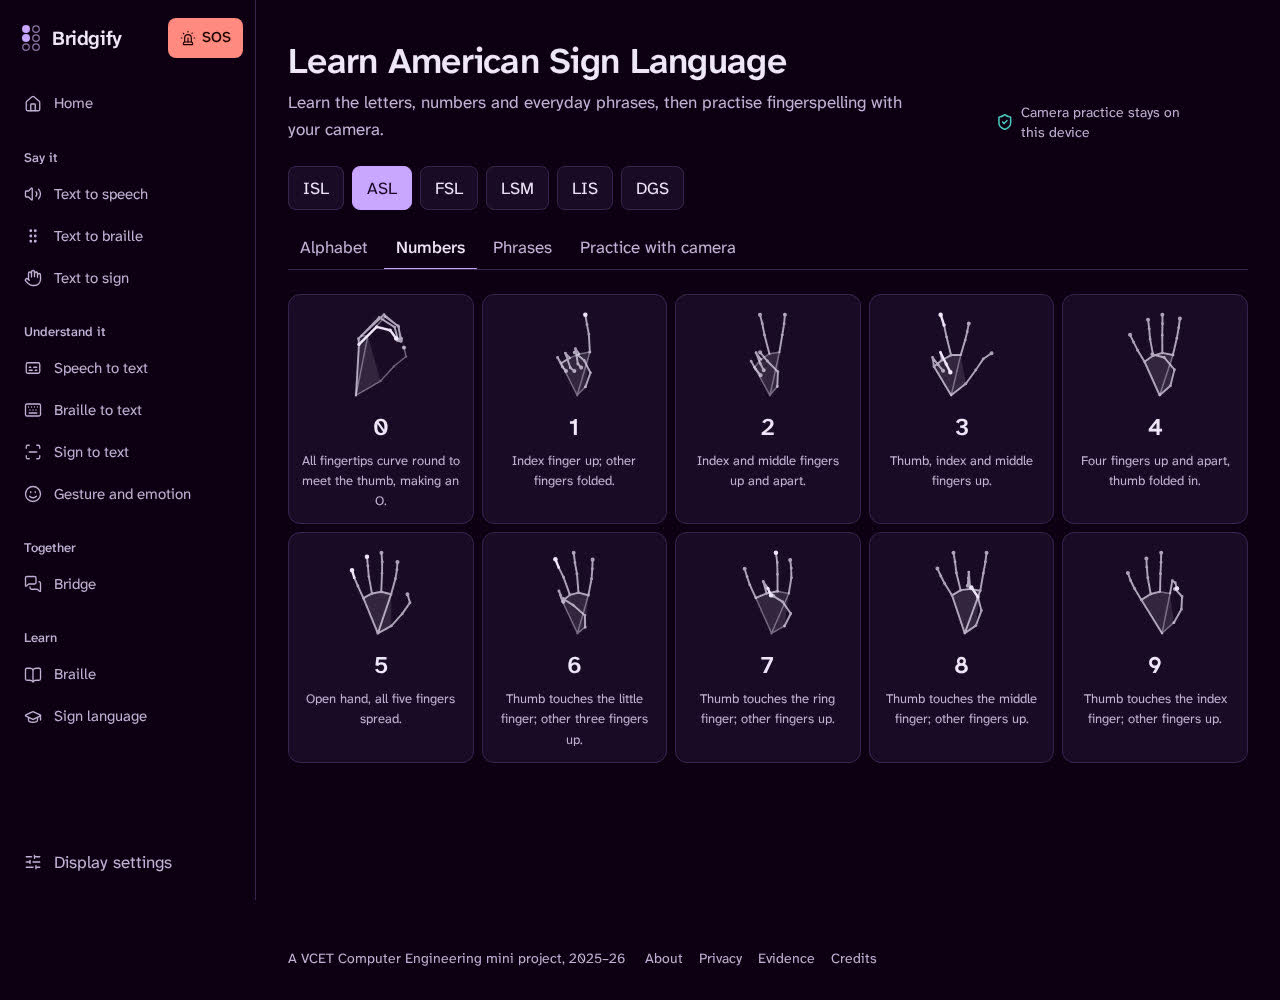 Bridgify
SOS
Home
Say it
Text to speech
Text to braille
Text to sign
Understand it
Speech to text
Braille to text
Sign to text
Gesture and emotion
Together
Bridge
Learn
Braille
Sign language
Display settings
Learn American Sign Language
Learn the letters, numbers and everyday phrases, then practise fingerspelling with
your camera.
Camera practice stays on
this device
ISL ASL FSL LSM LIS DGS
Alphabet Numbers Phrases Practice with camera
0
All fingertips curve round to
meet the thumb, making an
O.
1
Index finger up; other
fingers folded.
2
Index and middle fingers
up and apart.
3
Thumb, index and middle
fingers up.
4
Four fingers up and apart,
thumb folded in.
5
Open hand, all five fingers
spread.
6
Thumb touches the little
finger; other three fingers
up.
7
Thumb touches the ring
finger; other fingers up.
8
Thumb touches the middle
finger; other fingers up.
9
Thumb touches the index
finger; other fingers up.
A VCET Computer Engineering mini project, 2025–26 About Privacy Evidence Credits